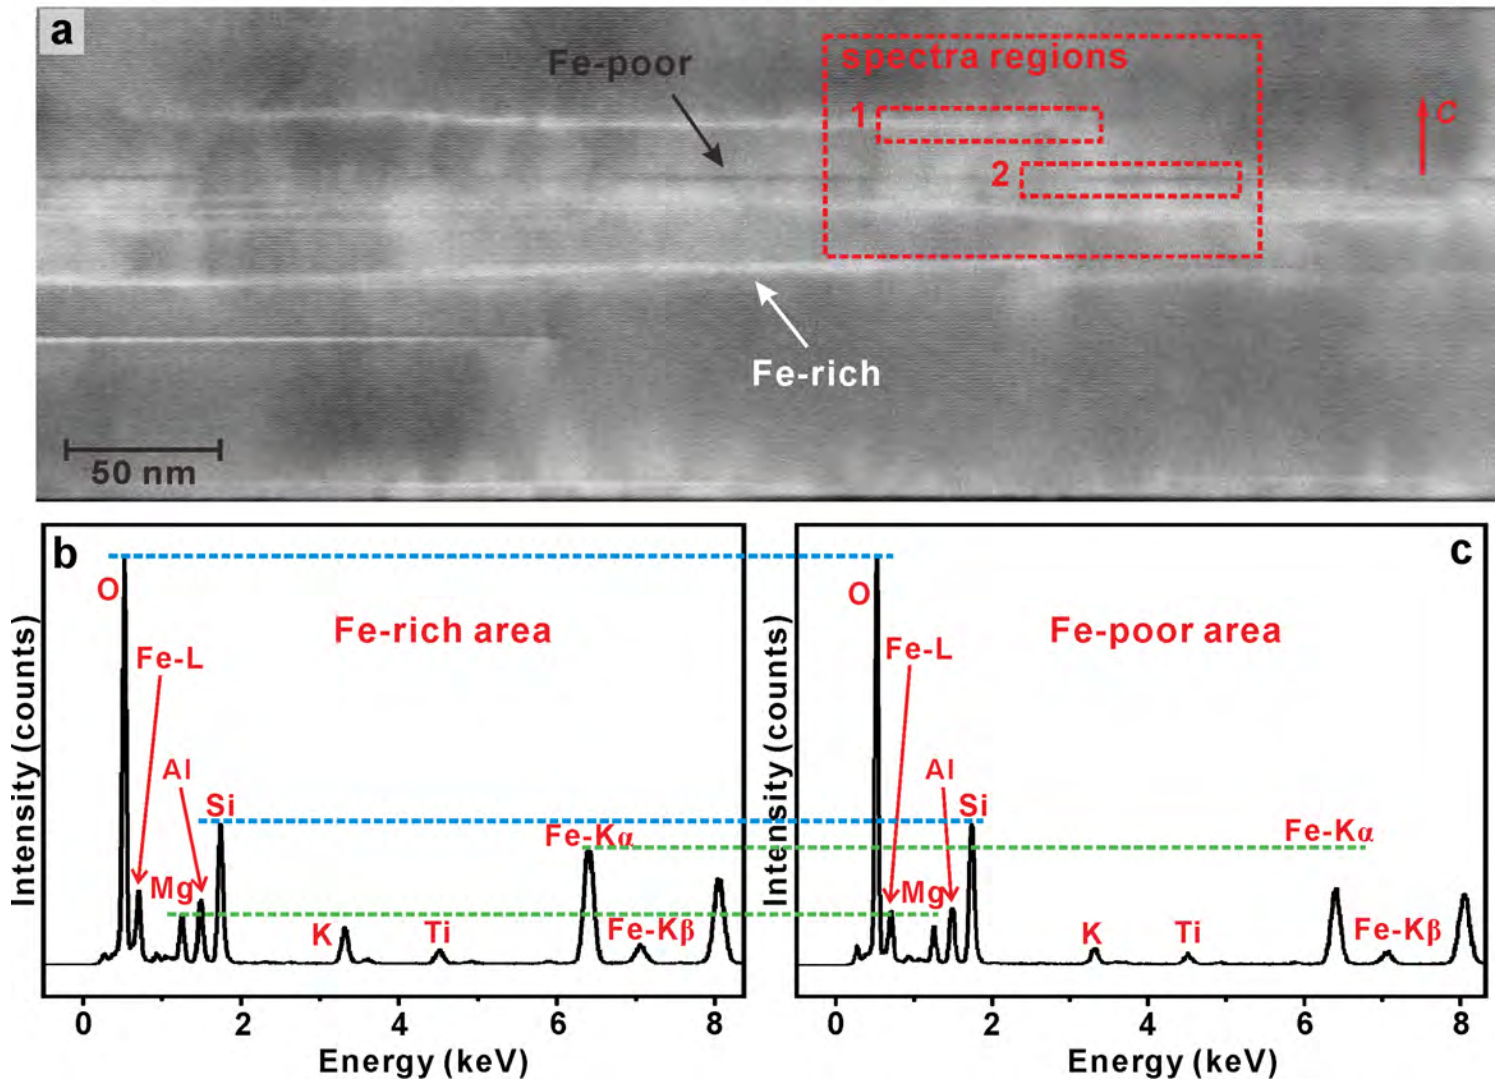 a
Fe-poor
spectra regions
1
2
C
Fe-rich
50 nm
b
O
Fe-L
Fe-rich area
Al
Si
Mg
K
Ti
Fe-Kα
Fe-Kβ
Intensity (counts)
0 2 4 6 8
Energy (keV)
c
O
Fe-L
Fe-poor area
Al
Si
Mg
K
Ti
Fe-Kα
Fe-Kβ
Intensity (counts)
0 2 4 6 8
Energy (keV)